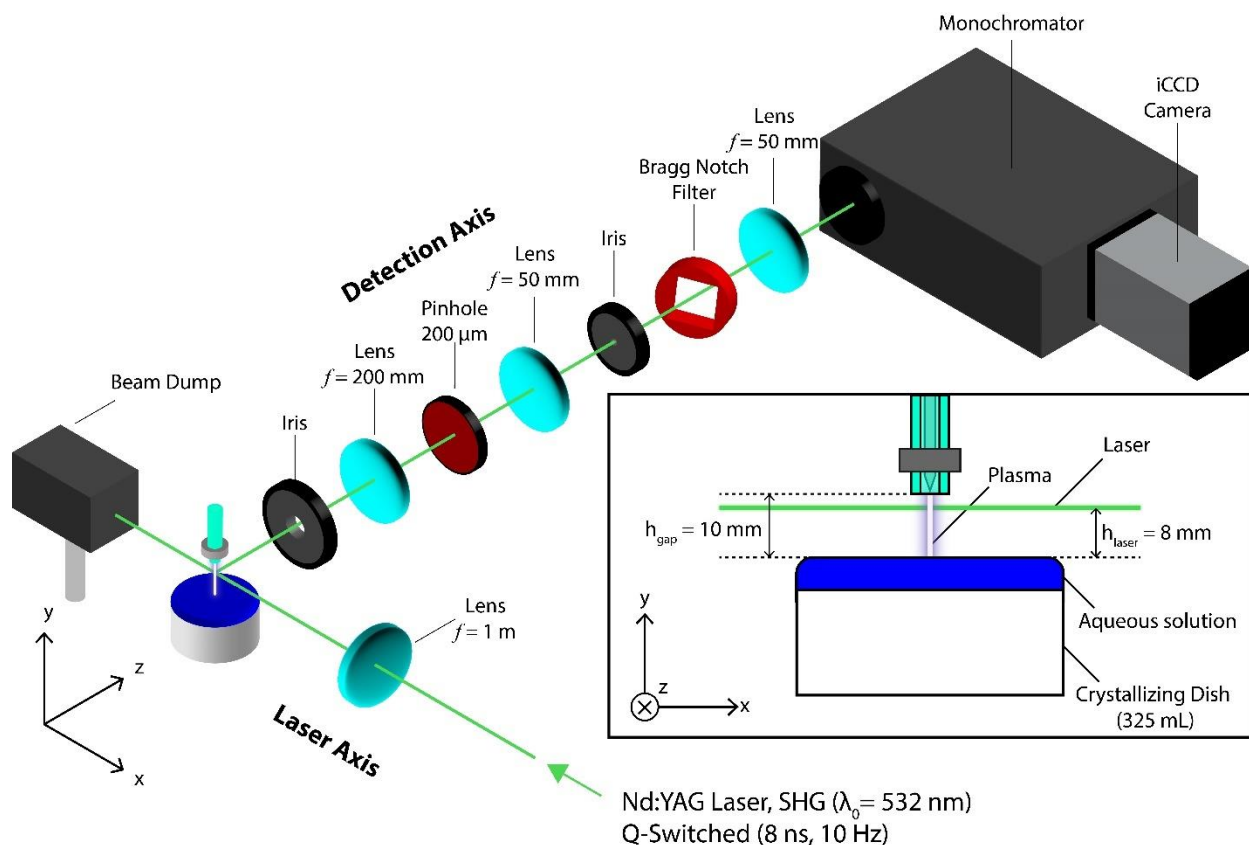 Monochromator
iCCD
Camera
Lens
f = 50 mm
Bragg Notch
Filter
Iris
Detection Axis
Lens
f = 50 mm
Pinhole
200 µm
Lens
f = 200 mm
Iris
Beam Dump
y
z
x
Lens
f = 1 m
Laser Axis
Nd:YAG Laser, SHG (λ₀= 532 nm)
Q-Switched (8 ns, 10 Hz)
Laser
Plasma
h_gap = 10 mm
h_laser = 8 mm
Aqueous solution
Crystallizing Dish
(325 mL)
y
z
x